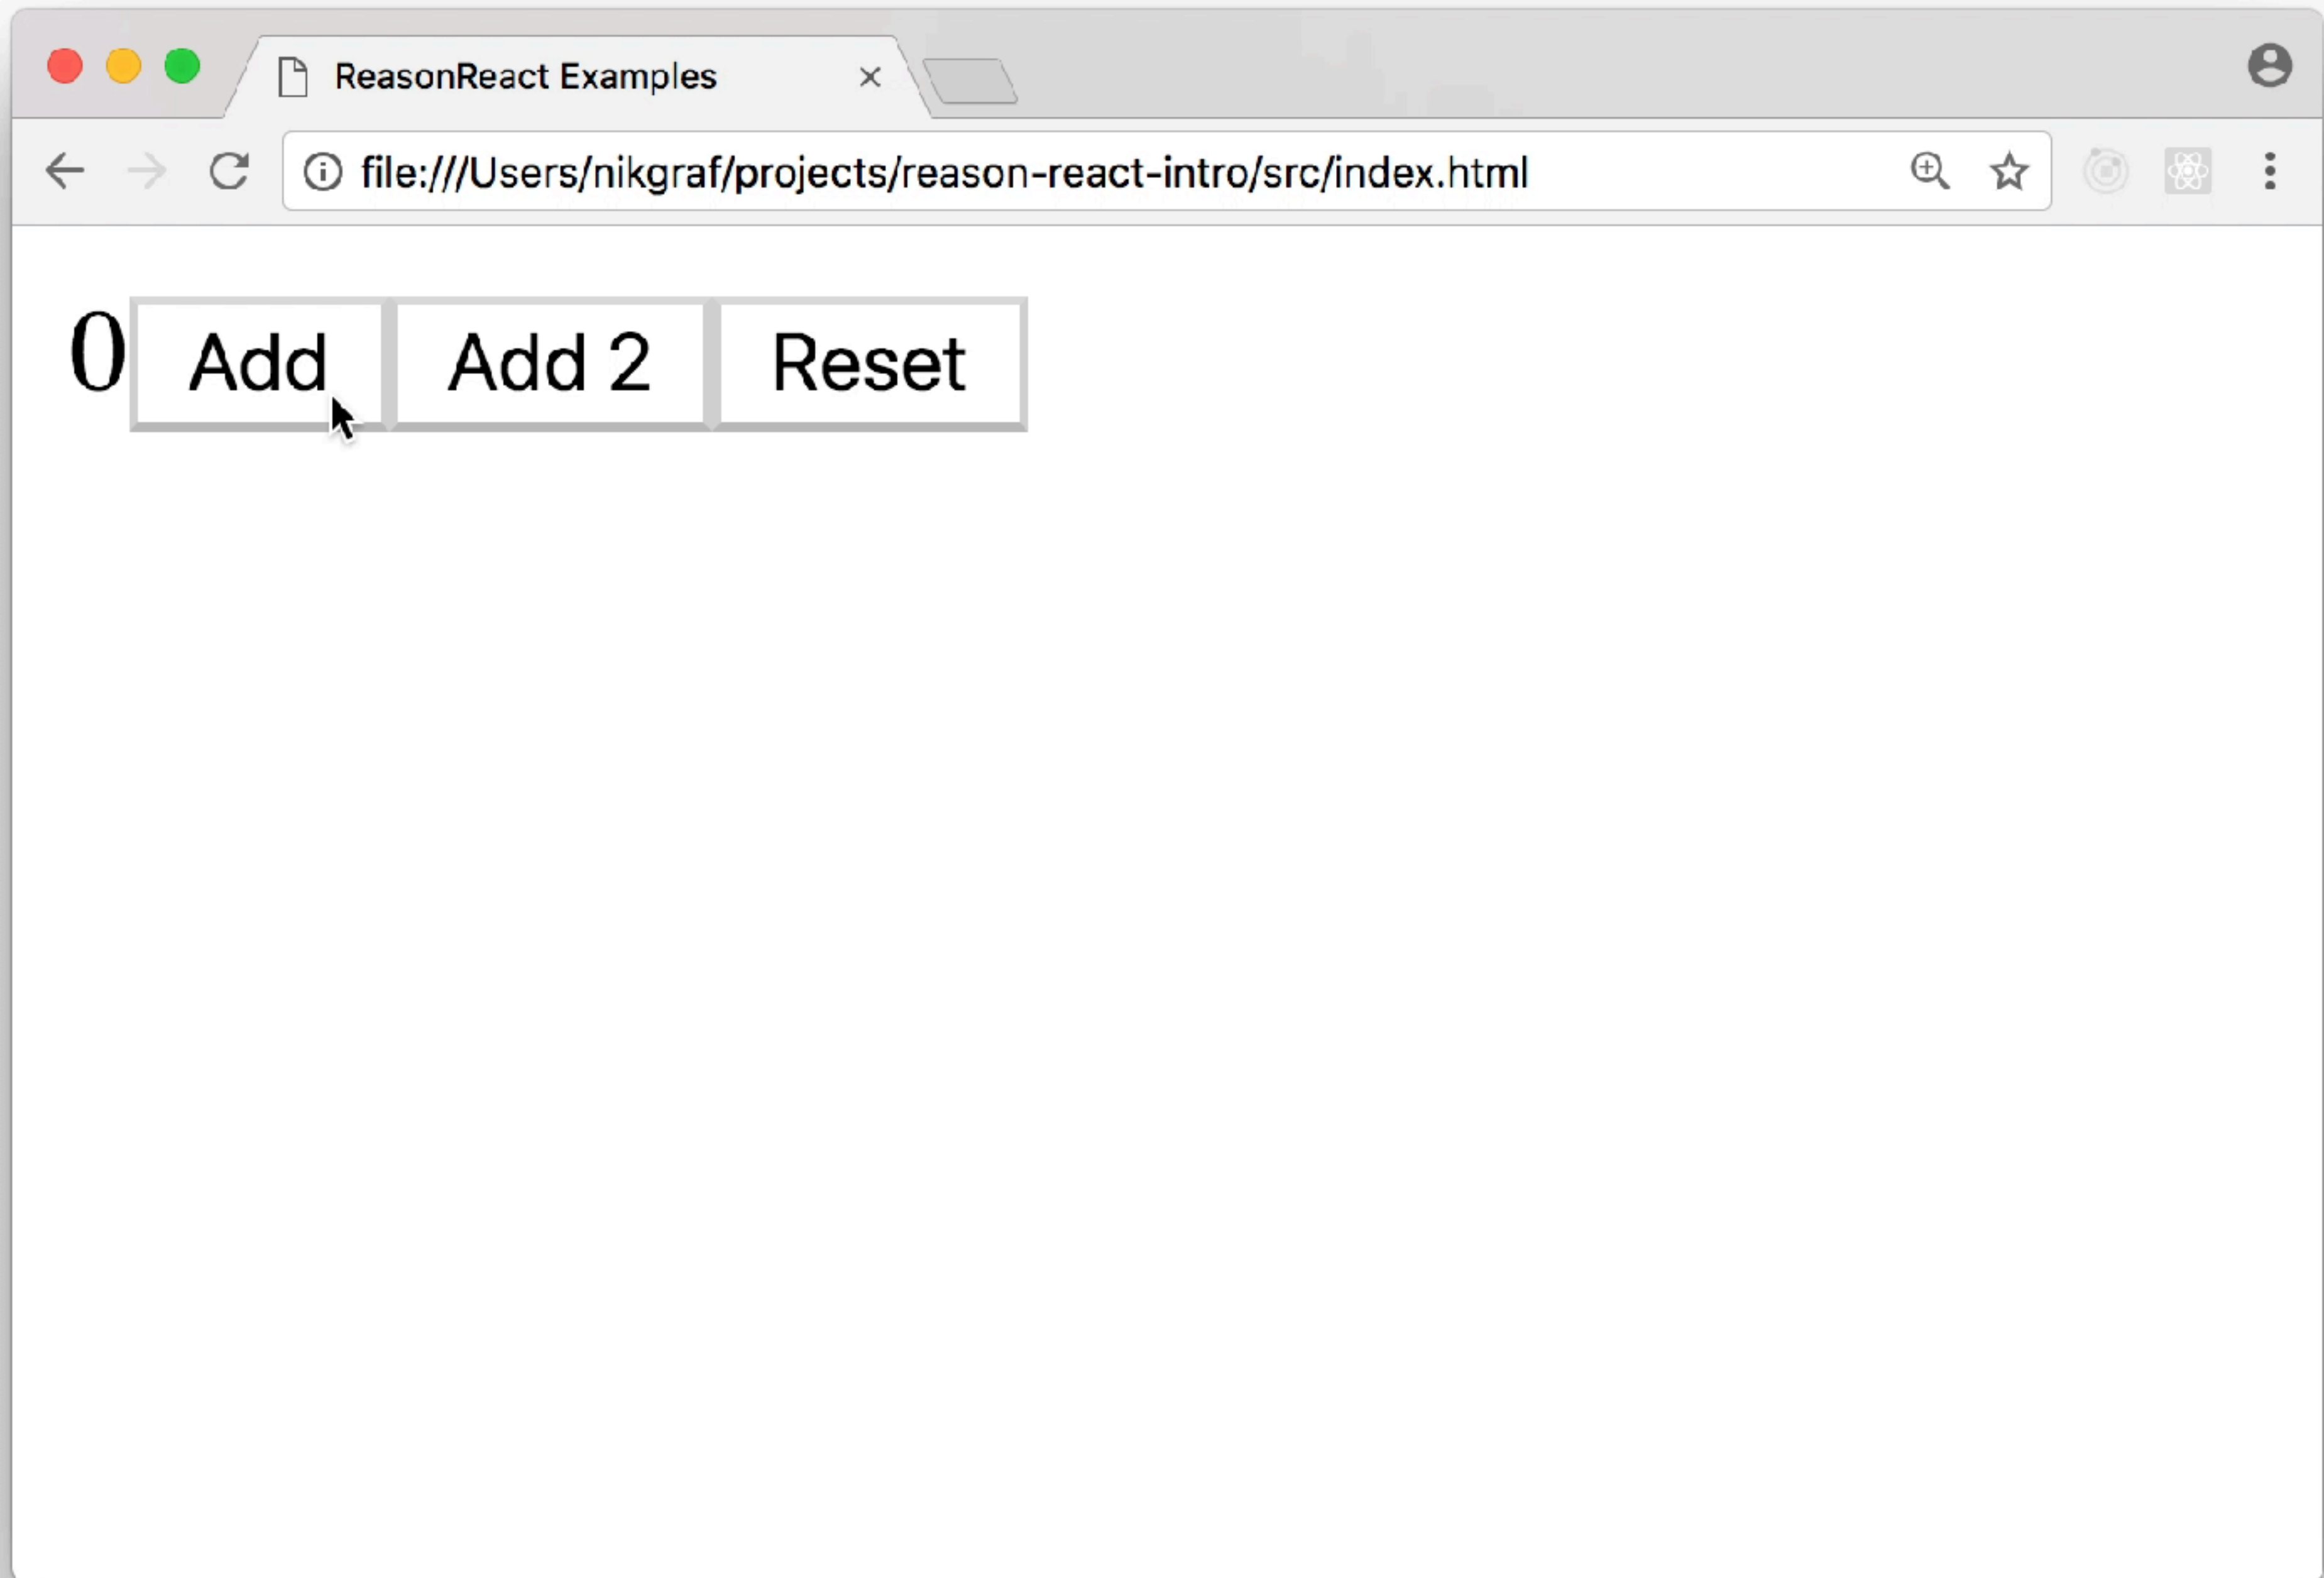 ReasonReact Examples
file:///Users/nikgraf/projects/reason-react-intro/src/index.html
0 Add Add 2 Reset